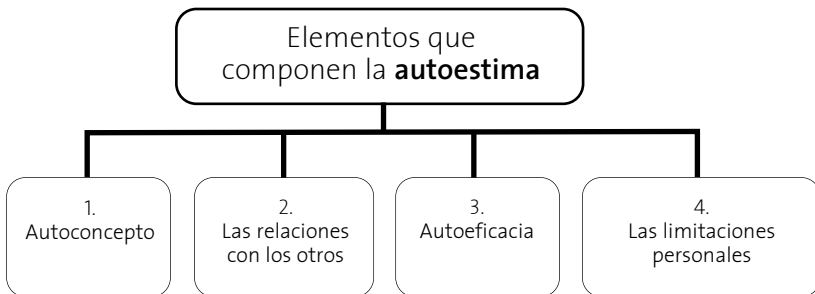 Elementos que
componen la autoestima
1.
Autoconcepto
2.
Las relaciones
con los otros
3.
Autoeficacia
4.
Las limitaciones
personales